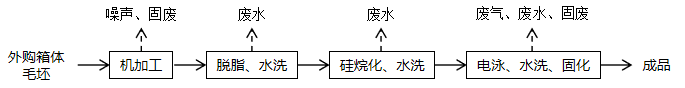 噪声、固废
废水
废水
废气、废水、固废
外购箱体
毛坯
机加工
脱脂、水洗
硅烷化、水洗
电泳、水洗、固化
成品